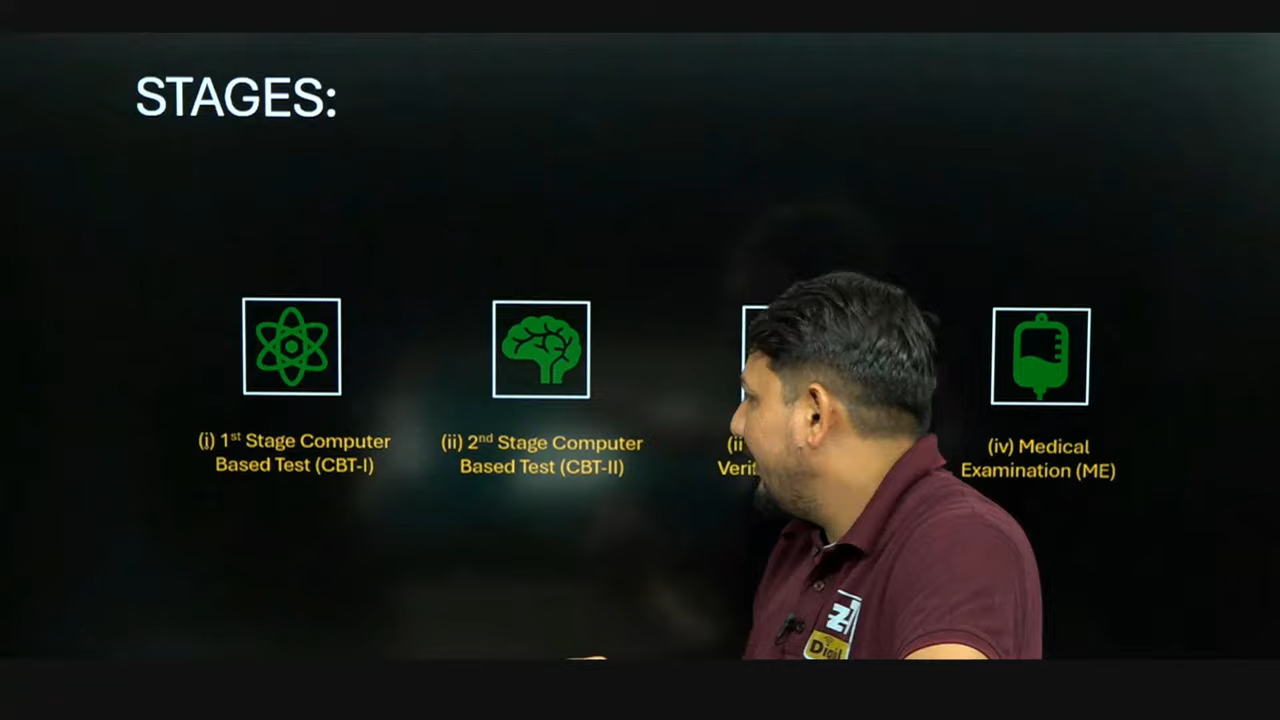 STAGES:
(i) 1st Stage Computer
Based Test (CBT-I)
(ii) 2nd Stage Computer
Based Test (CBT-II)
(iv) Medical
Examination (ME)